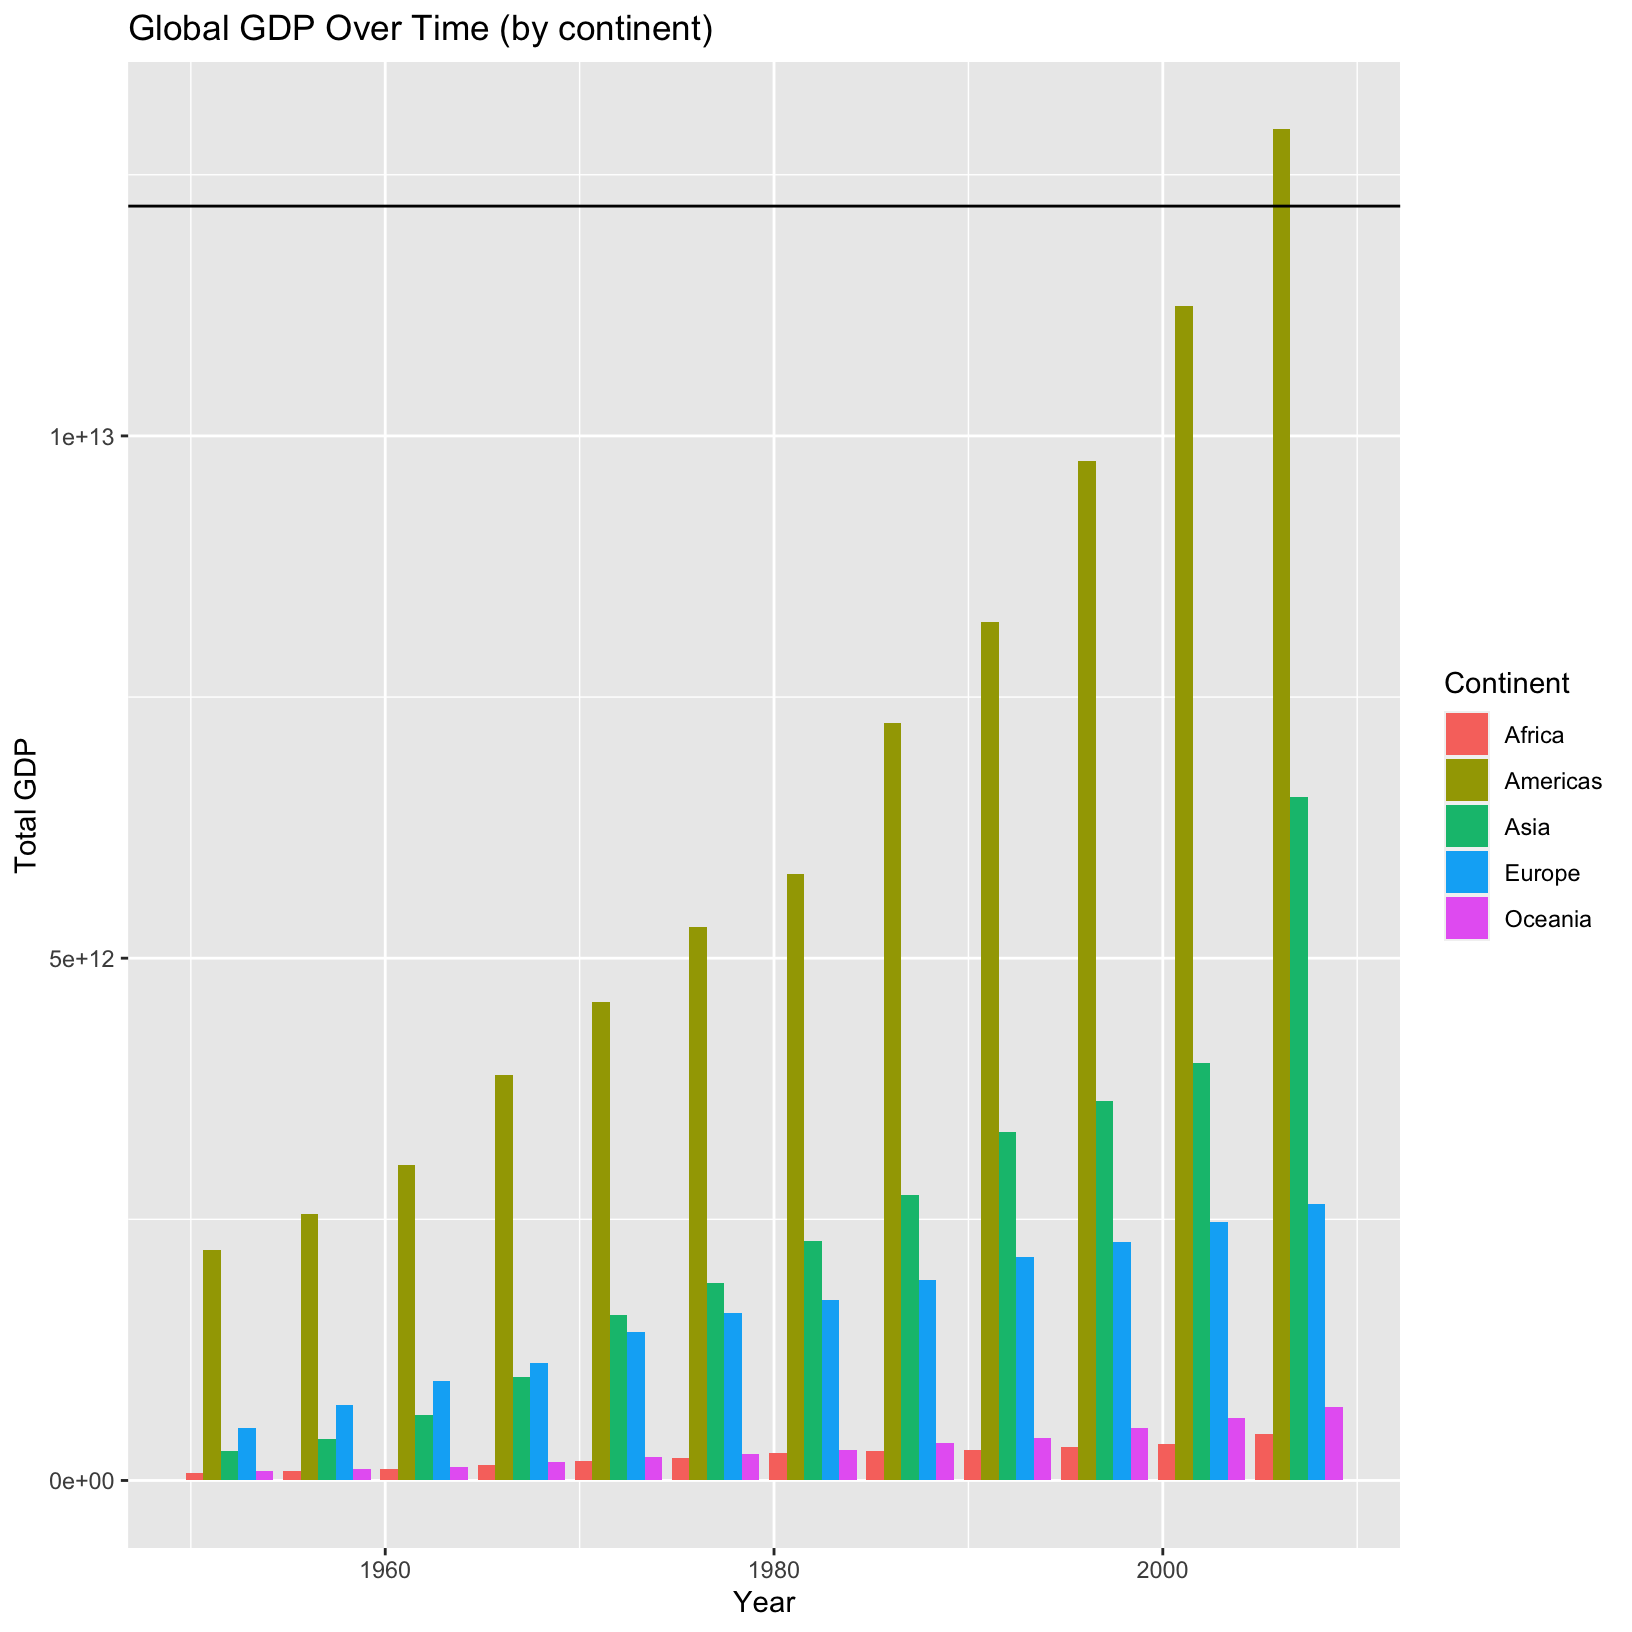 Global GDP Over Time (by continent)
Total GDP
1e+13
5e+12
0e+00
1960
1980
2000
Year
Continent
Africa
Americas
Asia
Europe
Oceania